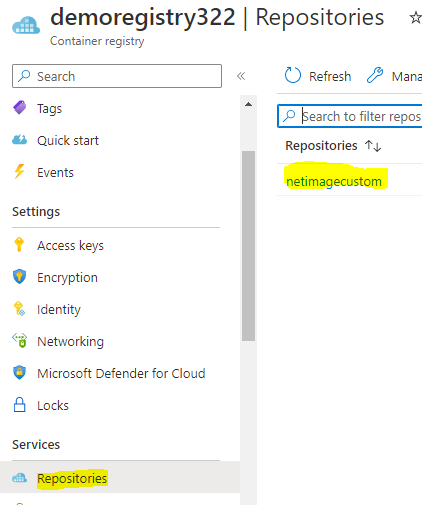 demoregistry322 | Repositories
Container registry
Search
Refresh
Mana
Tags
Quick start
Events
Settings
Access keys
Encryption
Identity
Networking
Microsoft Defender for Cloud
Locks
Services
Repositories
Search to filter repos
Repositories
netimagecustom